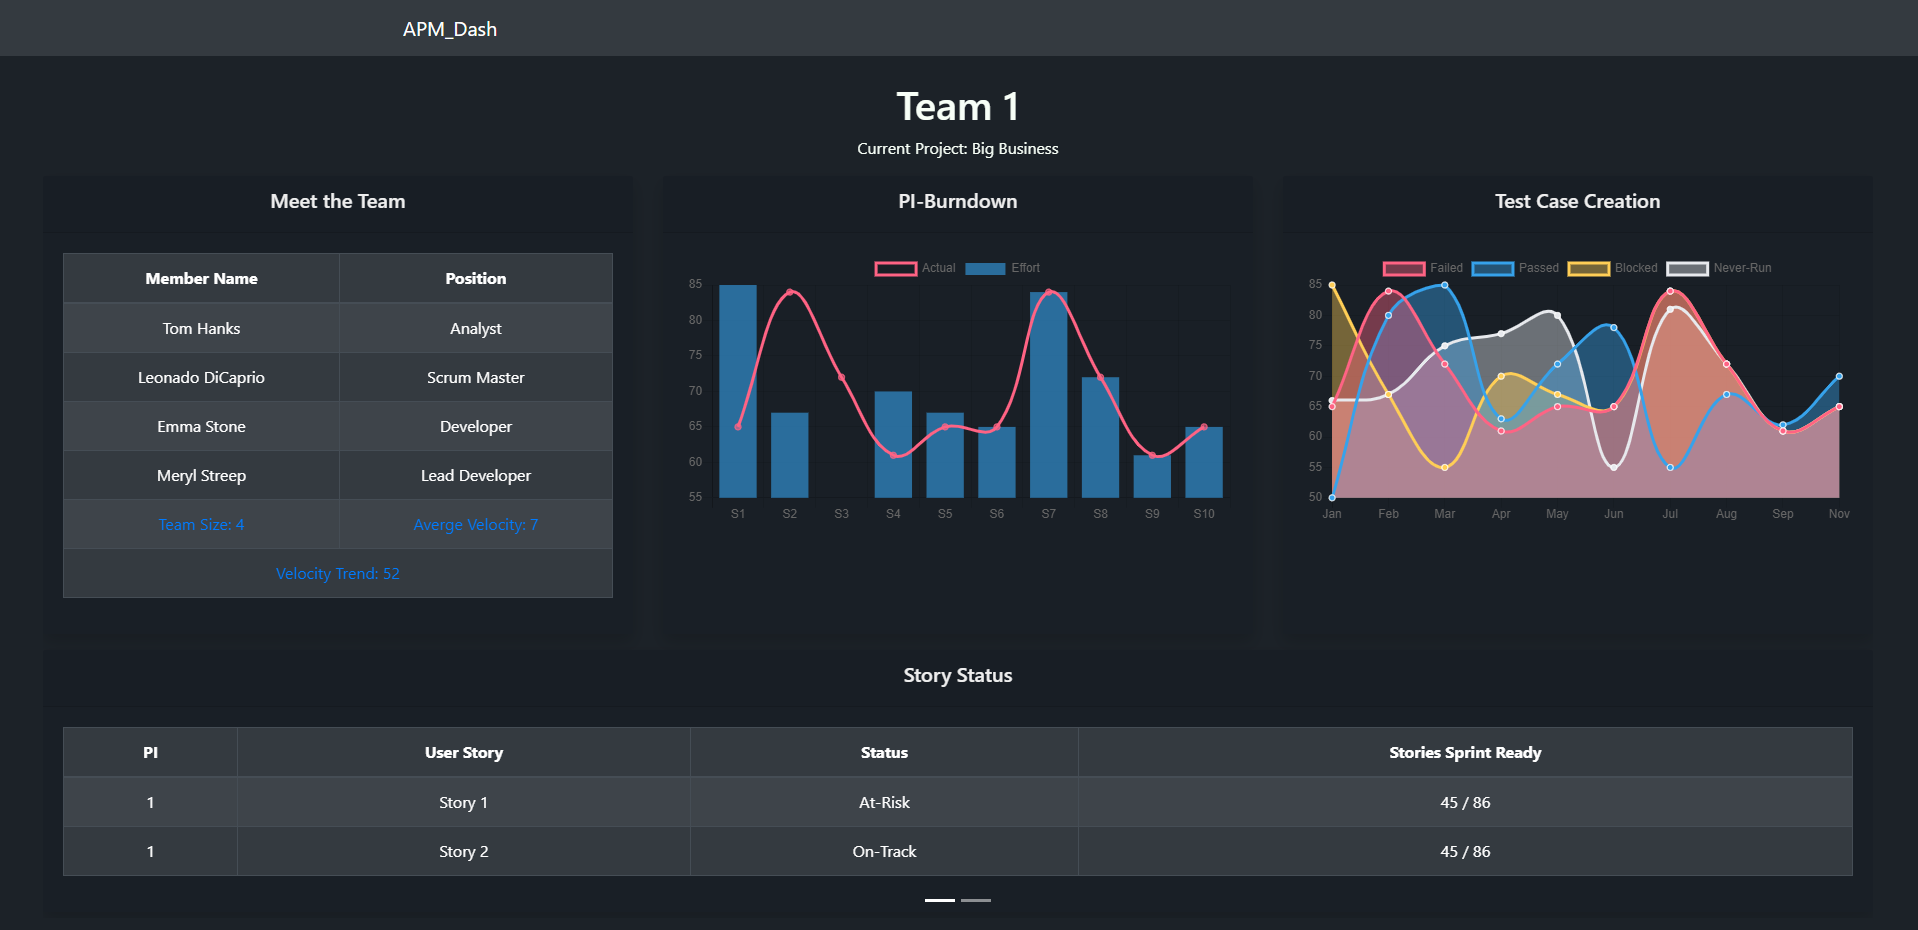 APM_Dash
Team 1
Current Project: Big Business
Meet the Team
Member Name Position
Tom Hanks Analyst
Leonado DiCaprio Scrum Master
Emma Stone Developer
Meryl Streep Lead Developer
Team Size: 4 Averge Velocity: 7
Velocity Trend: 52
PI-Burndown
Actual Effort
85
80
75
70
65
60
55
S1 S2 S3 S4 S5 S6 S7 S8 S9 S10
Test Case Creation
Failed Passed Blocked Never-Run
85
80
75
70
65
60
55
50
Jan Feb Mar Apr May Jun Jul Aug Sep Nov
Story Status
PI User Story Status Stories Sprint Ready
1 Story 1 At-Risk 45 / 86
1 Story 2 On-Track 45 / 86